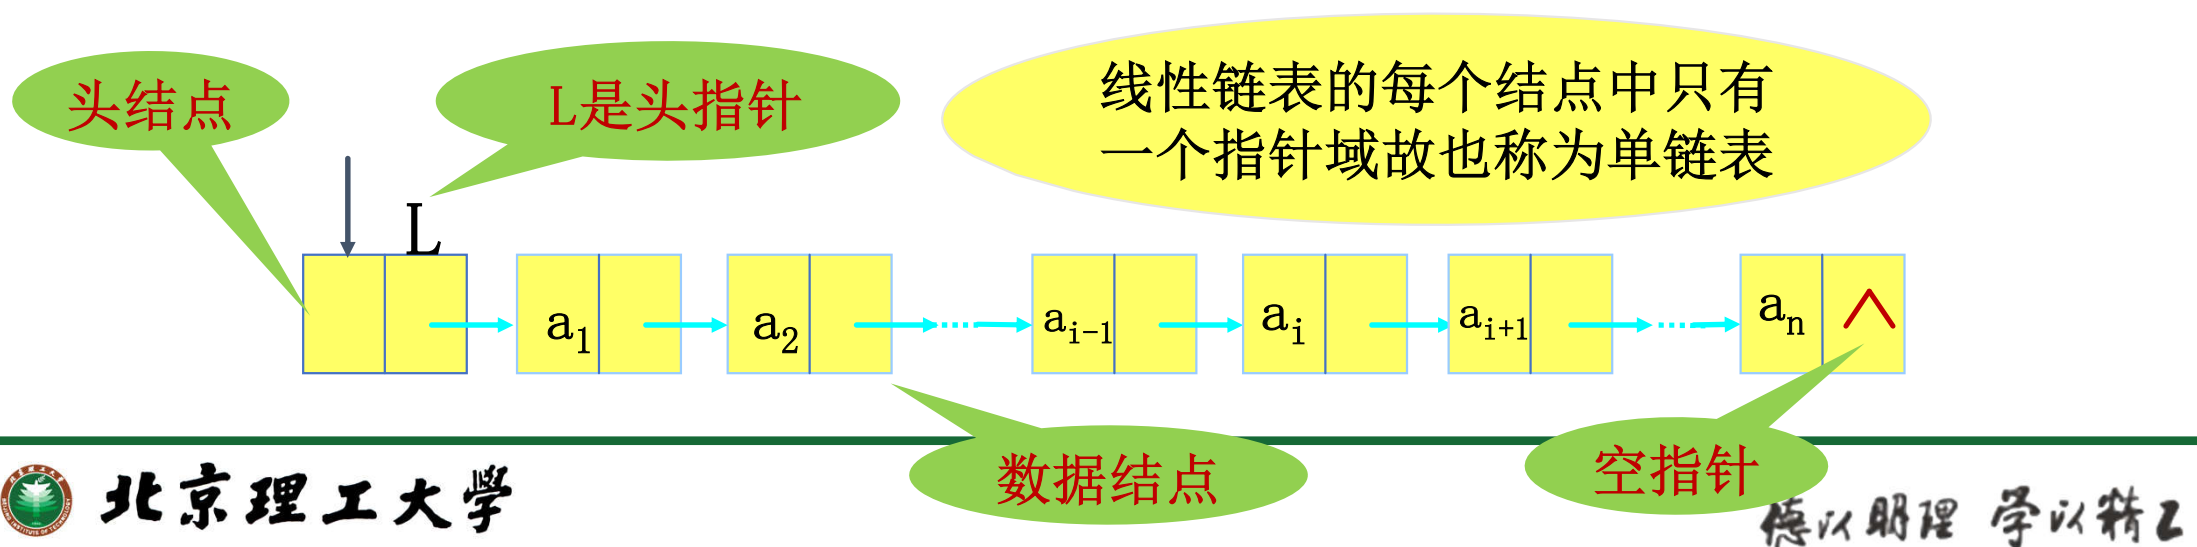 头结点
L是头指针
线性链表的每个结点中只有
一个指针域故也称为单链表
L
a1 a2 ai-1 ai ai+1 an ∧
数据结点
空指针
北京理工大学
德以明理 学以精工